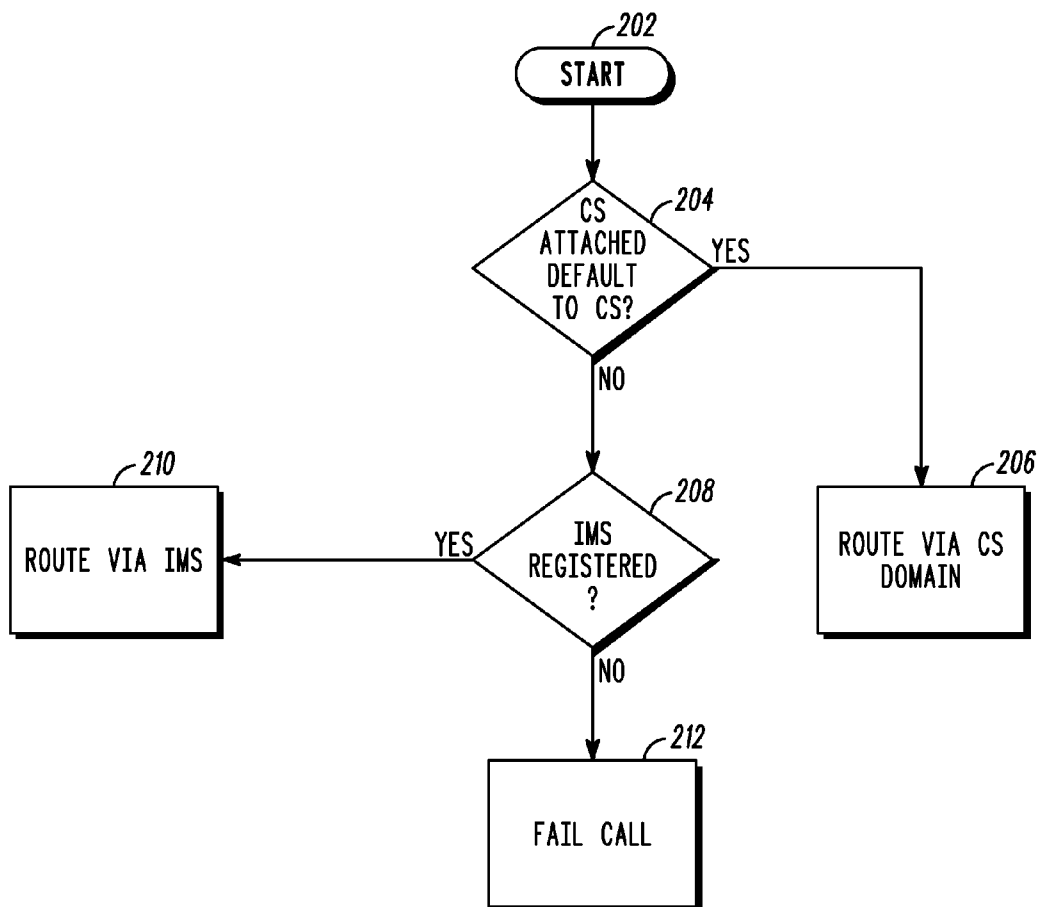 202
START
204
CS
ATTACHED
DEFAULT
TO CS?
YES
NO
210
ROUTE VIA IMS
208
IMS
REGISTERED
?
YES
NO
206
ROUTE VIA CS
DOMAIN
212
FAIL CALL